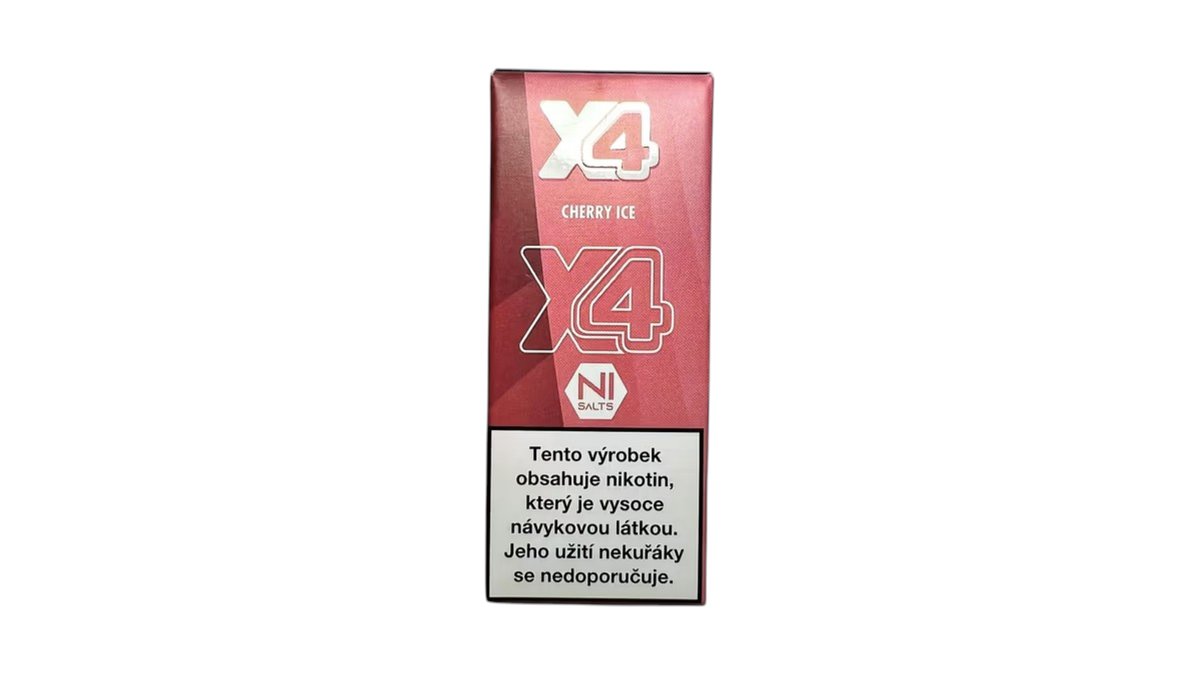 X4
CHERRY ICE
X4
NI
SALTS
Tento výrobek
obsahuje nikotin,
který je vysoce
návykovou látkou.
Jeho užití nekuřáky
se nedoporučuje.